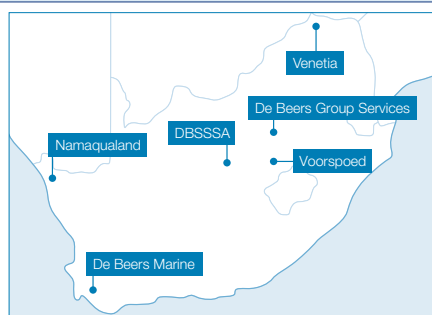 Venetia
De Beers Group Services
DBSSSA
Namaqualand
Voorspoed
De Beers Marine